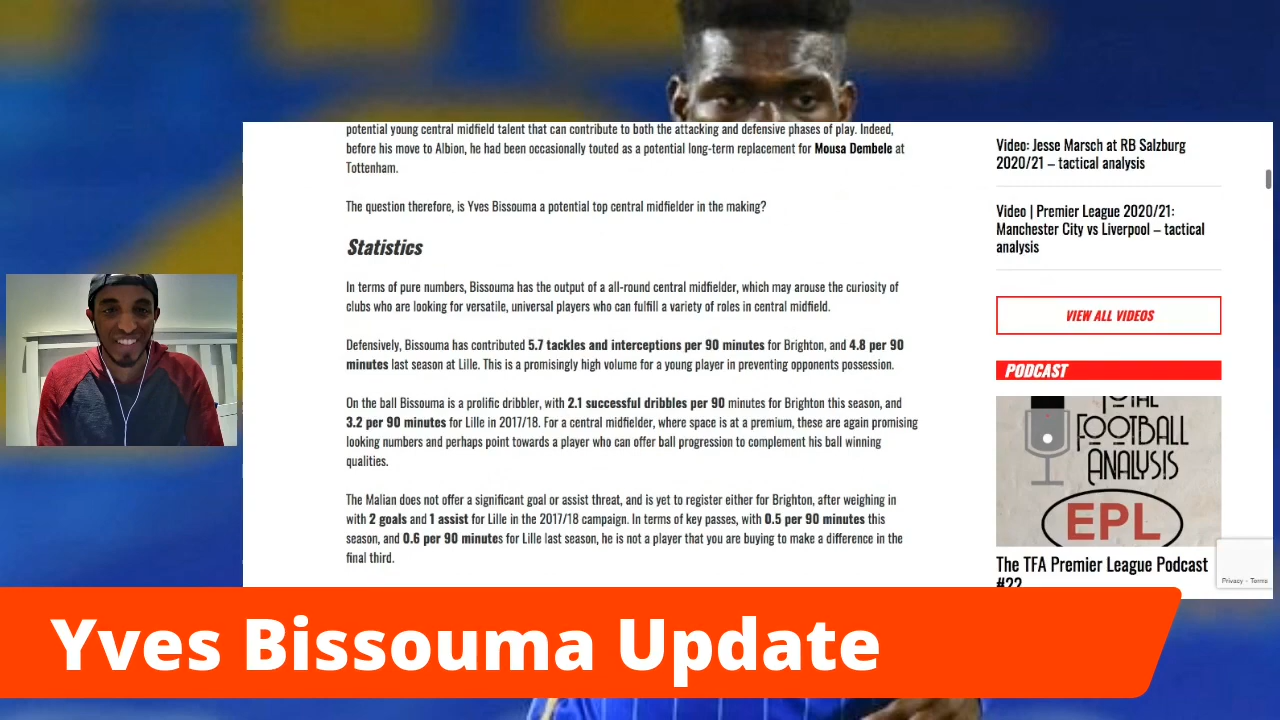 potential young central midfield talent that can contribute to both the attacking and defensive phases of play. Indeed,
before his move to Albion, he had been occasionally touted as a potential long-term replacement for Mousa Dembele at
Tottenham.
The question therefore, is Yves Bissouma a potential top central midfielder in the making?
Statistics
In terms of pure numbers, Bissouma has the output of a all-round central midfielder, which may arouse the curiosity of
clubs who are looking for versatile, universal players who can fulfill a variety of roles in central midfield.
Defensively, Bissouma has contributed 5.7 tackles and interceptions per 90 minutes for Brighton, and 4.8 per 90
minutes last season at Lille. This is a promisingly high volume for a young player in preventing opponents possession.
On the ball Bissouma is a prolific dribbler, with 2.1 successful dribbles per 90 minutes for Brighton this season, and
3.2 per 90 minutes for Lille in 2017/18. For a central midfielder, where space is at a premium, these are again promising
looking numbers and perhaps point towards a player who can offer ball progression to complement his ball winning
qualities.
The Malian does not offer a significant goal or assist threat, and is yet to register either for Brighton, after weighing in
with 2 goals and 1 assist for Lille in the 2017/18 campaign. In terms of key passes, with 0.5 per 90 minutes this
season, and 0.6 per 90 minutes for Lille last season, he is not a player that you are buying to make a difference in the
final third.
Video: Jesse Marsch at RB Salzburg
2020/21 – tactical analysis
Video | Premier League 2020/21:
Manchester City vs Liverpool – tactical
analysis
VIEW ALL VIDEOS
PODCAST
TOTAL
FOOTBALL
ANALYSIS
EPL
The TFA Premier League Podcast
#22
Privacy - Terms
Yves Bissouma Update